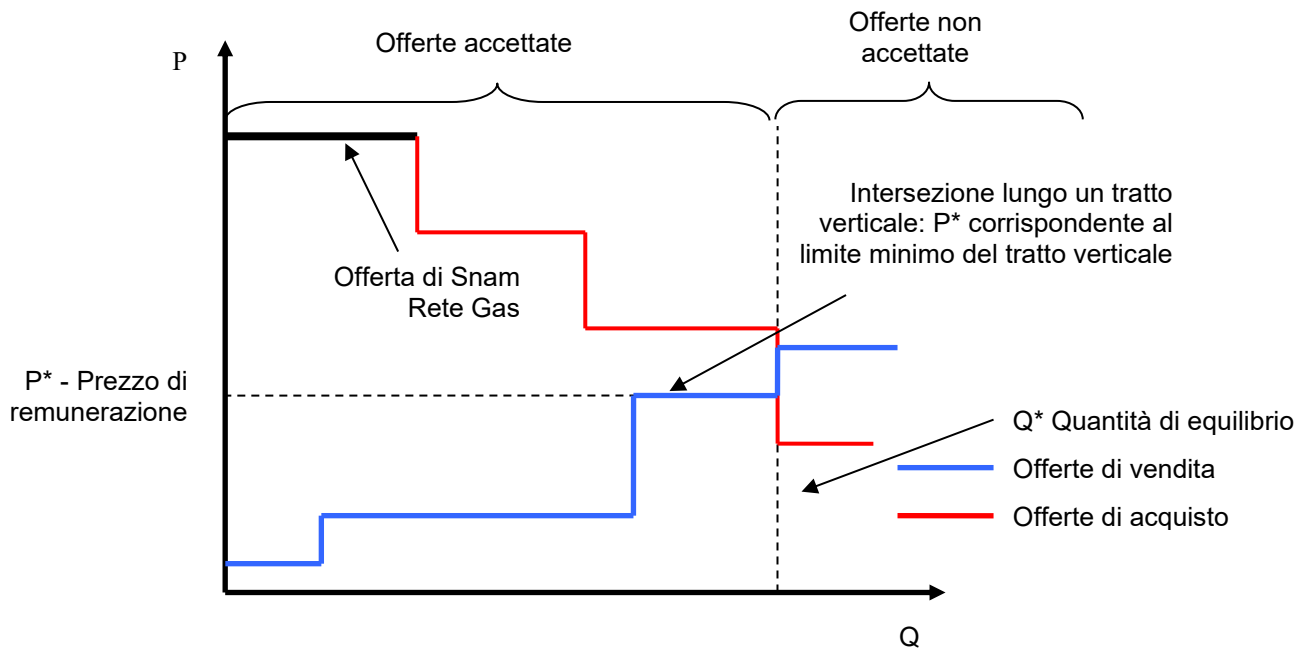 Offerte accettate
Offerte non
accettate
P
Intersezione lungo un tratto
verticale: P* corrispondente al
limite minimo del tratto verticale
Offerta di Snam
Rete Gas
P* - Prezzo di
remunerazione
Q* Quantità di equilibrio
Offerte di vendita
Offerte di acquisto
Q